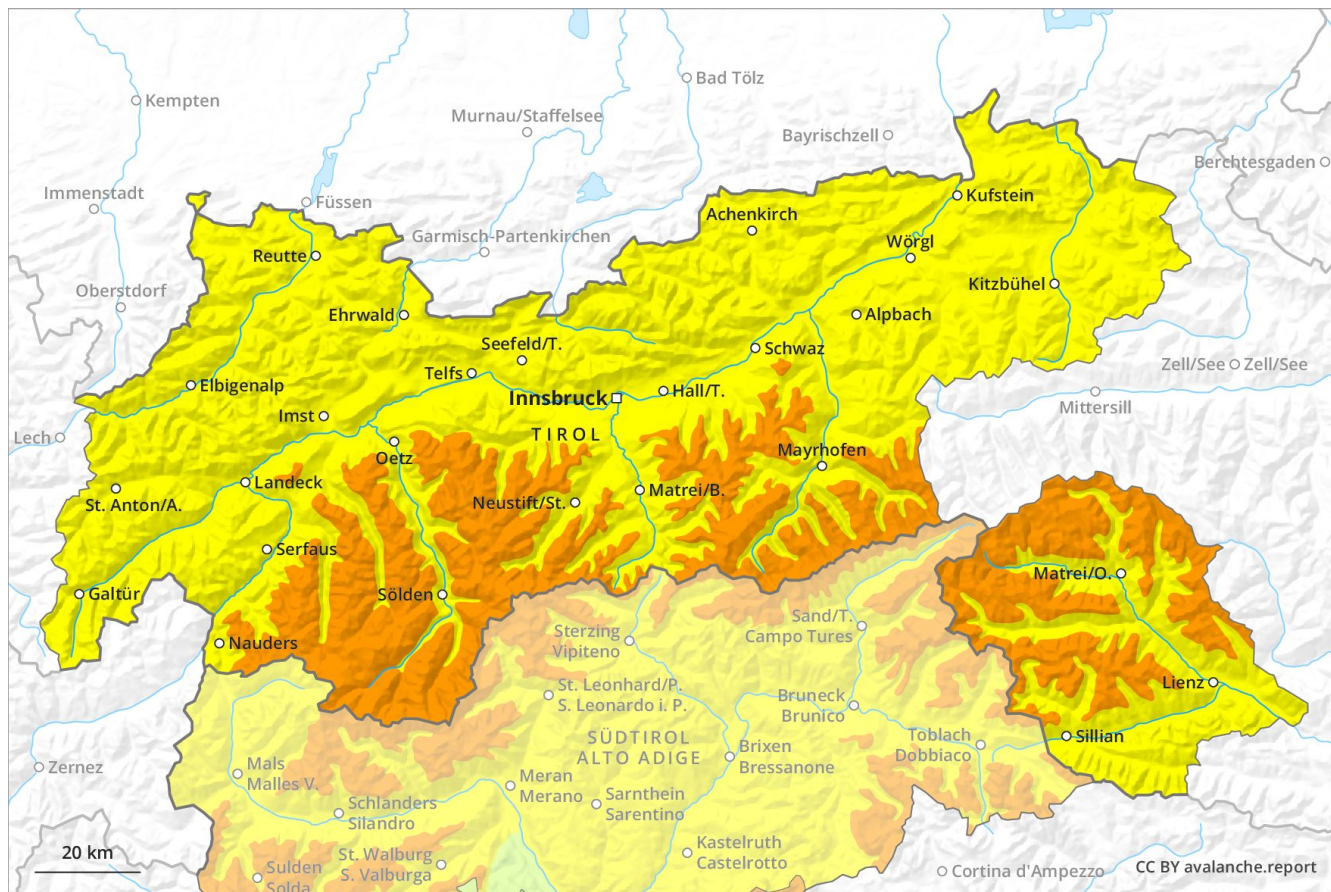 Kempten
Bad Tölz
Murnau/Staffelsee
Bayrischzell
Berchtesgaden
Immenstadt
Füssen
Kufstein
Achenkirch
Garmisch-Partenkirchen
Wörgl
Reutte
Oberstdorf
Kitzbühel
Ehrwald
Alpbach
Seefeld/T.
Schwaz
Telfs
Zell/See
Zell/See
Elbigenalp
Hall/T.
Innsbruck
Mittersill
Imst
Lech
TIROL
Mayrhofen
Oetz
Landeck
Matrei/B.
St. Anton/A.
Neustift/St.
Serfaus
Matrei/O.
Galtür
Sölden
Sand/T.
Campo Tures
Sterzing
Vipiteno
Nauders
Lienz
St. Leonhard/P.
S. Leonardo i. P.
Bruneck
Brunico
SÜDTIROL
ALTO ADIGE
Toblach
Dobbiaco
Sillian
Brixen
Bressanone
Zernez
Mals
Malles V.
Meran
Merano
Sarnthein
Sarentino
Schlanders
Silandro
20 km
St. Walburg
S. Valburga
Kastelruth
Castelrotto
Sulden
Solda
Cortina d'Ampezzo
CC BY avalanche.report